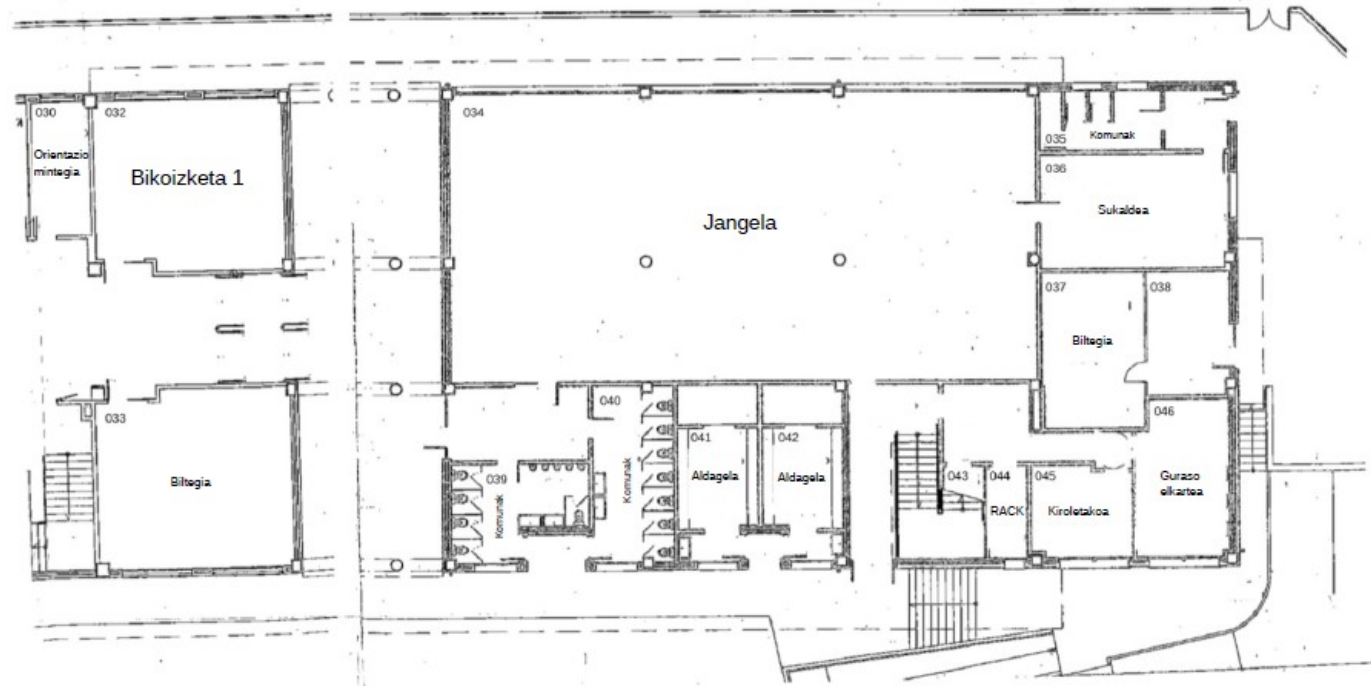 030
Orientazio
mintegia
032
Bikoizketa 1
034
Jangela
035
Komunak
036
Sukaldea
037
Biltegia
038
033
Biltegia
039
Komunak
040
Komunak
041
Aldagela
042
Aldagela
043
044
RACK
045
Kiroletakoa
046
Guraso
elkartea